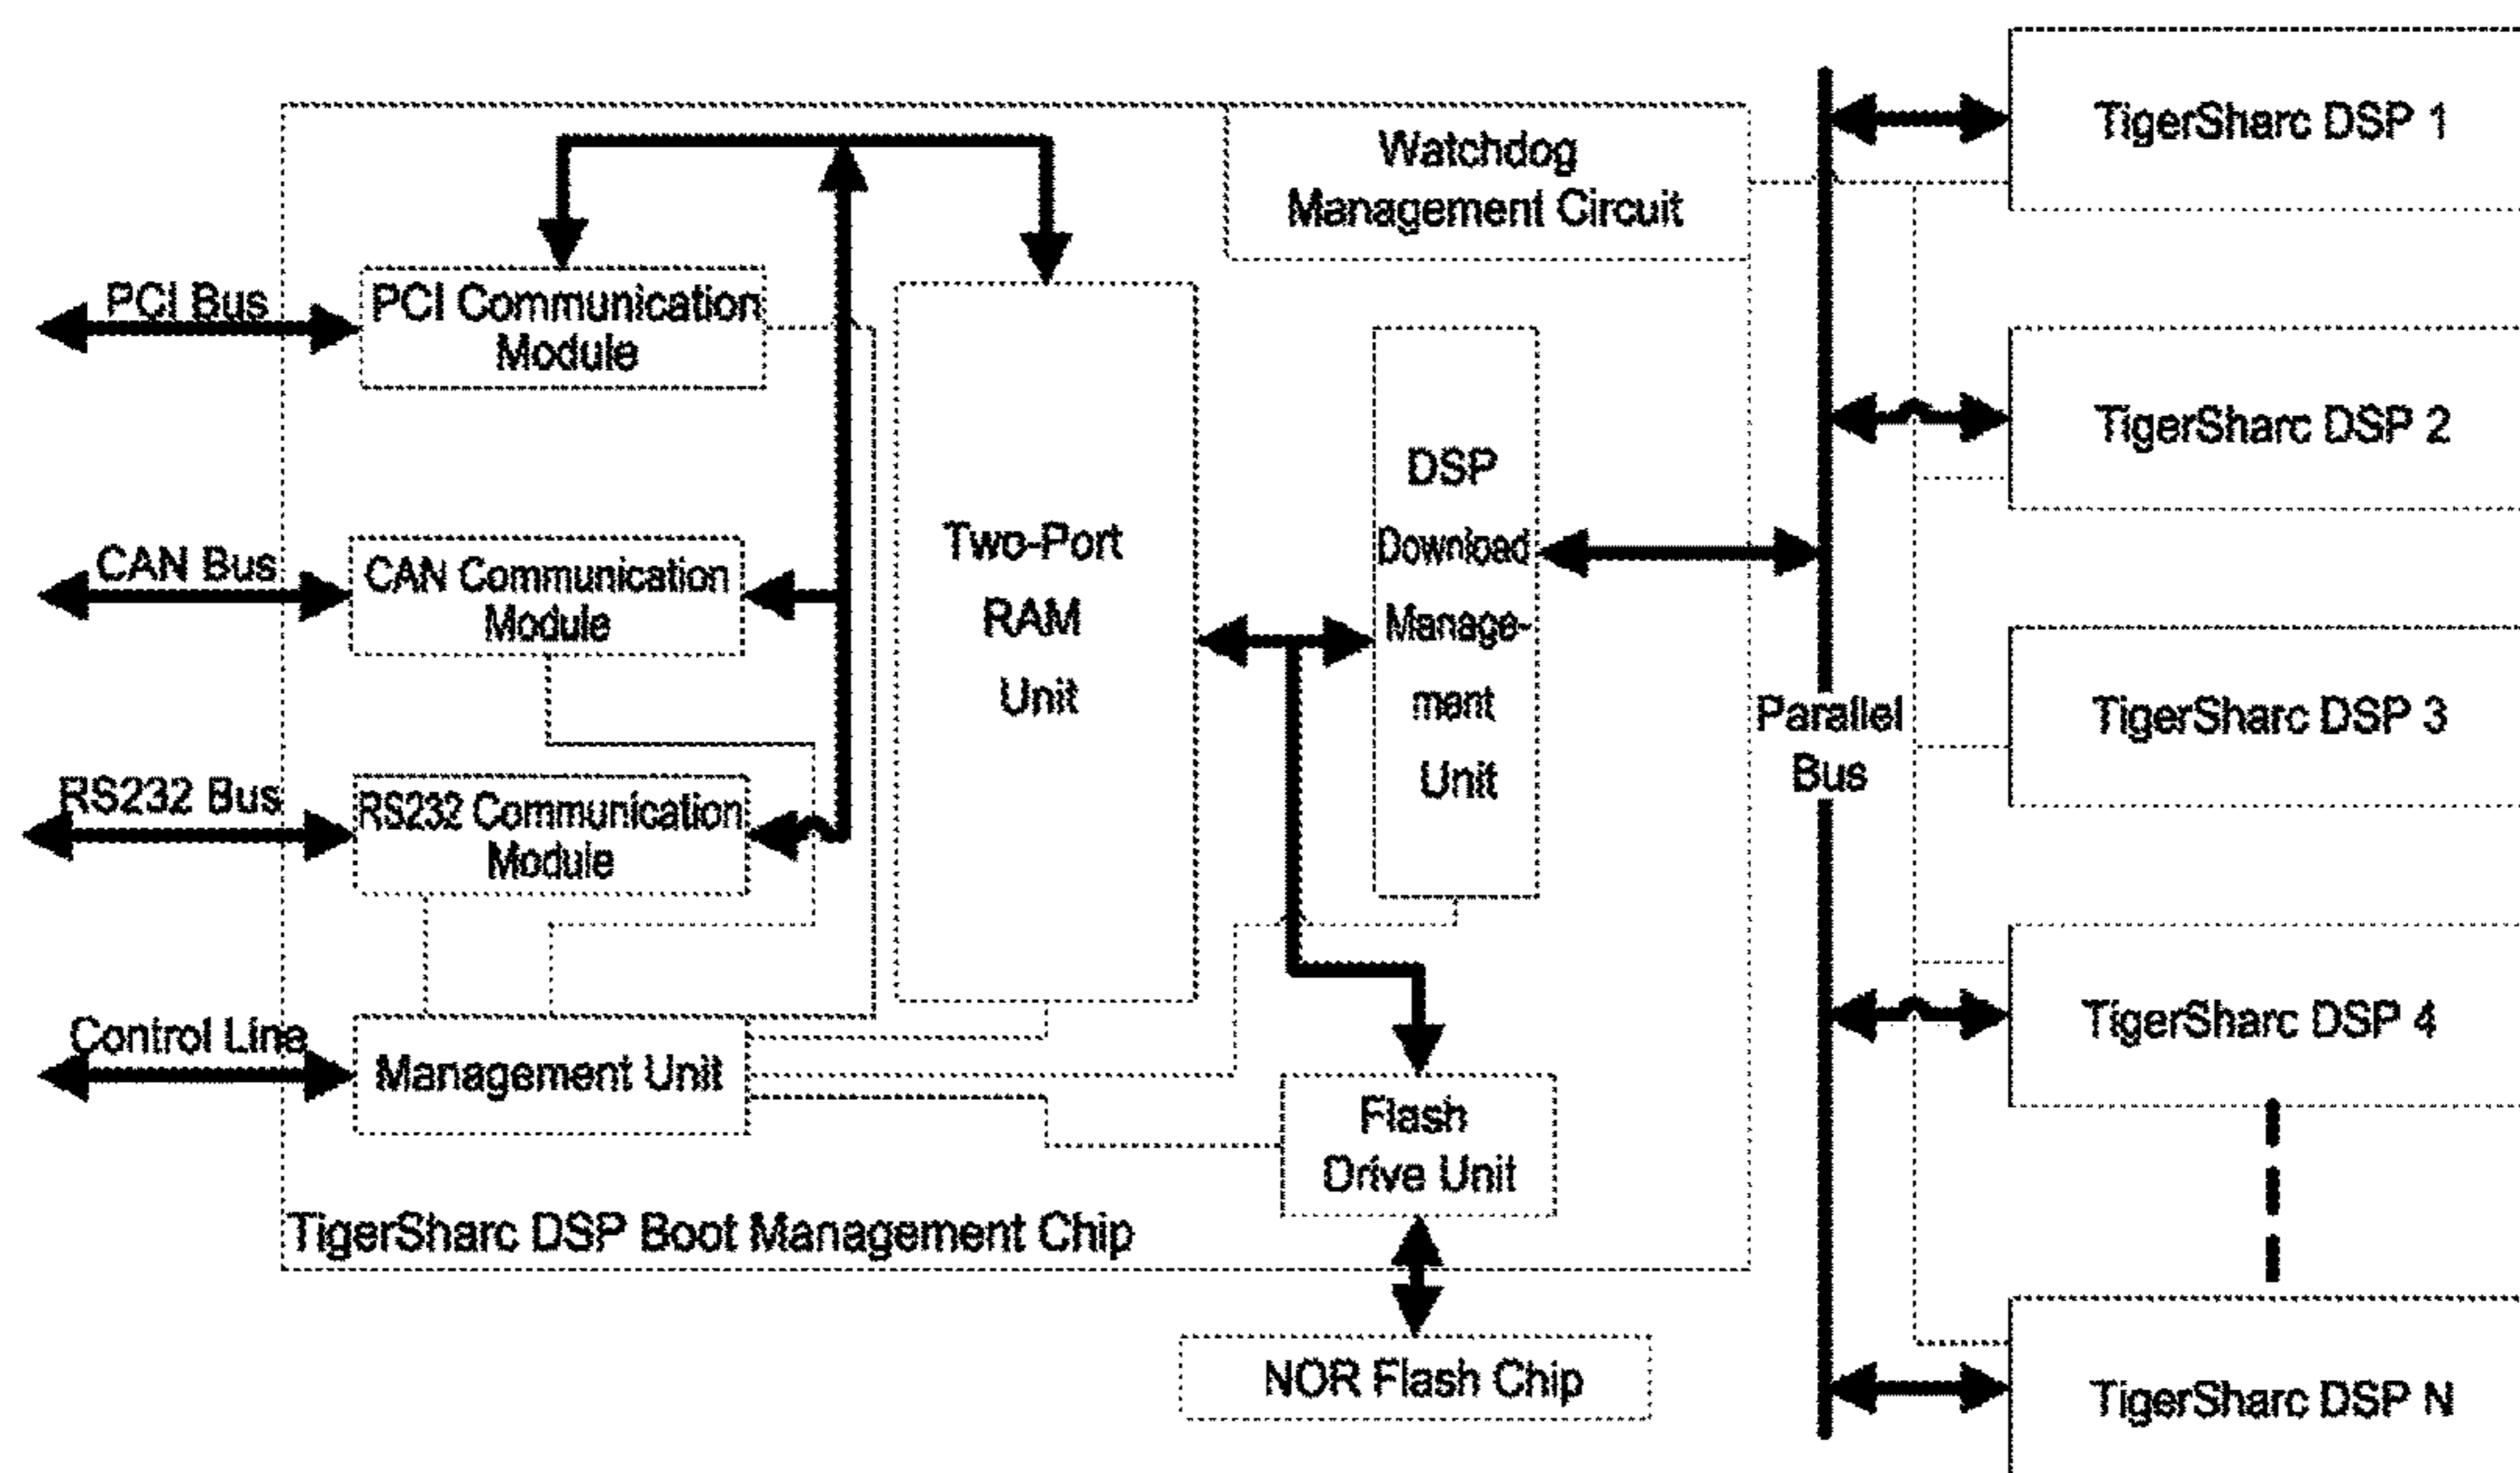 Watchdog
Management Circuit
PCI Bus
PCI Communication
Module
CAN Bus
CAN Communication
Module
RS232 Bus
RS232 Communication
Module
Control Line
Management Unit
Two-Port
RAM
Unit
DSP
Download
Manage-
ment
Unit
Flash
Drive Unit
TigerSharc DSP Boot Management Chip
NOR Flash Chip
Parallel
Bus
TigerSharc DSP 1
TigerSharc DSP 2
TigerSharc DSP 3
TigerSharc DSP 4
TigerSharc DSP N